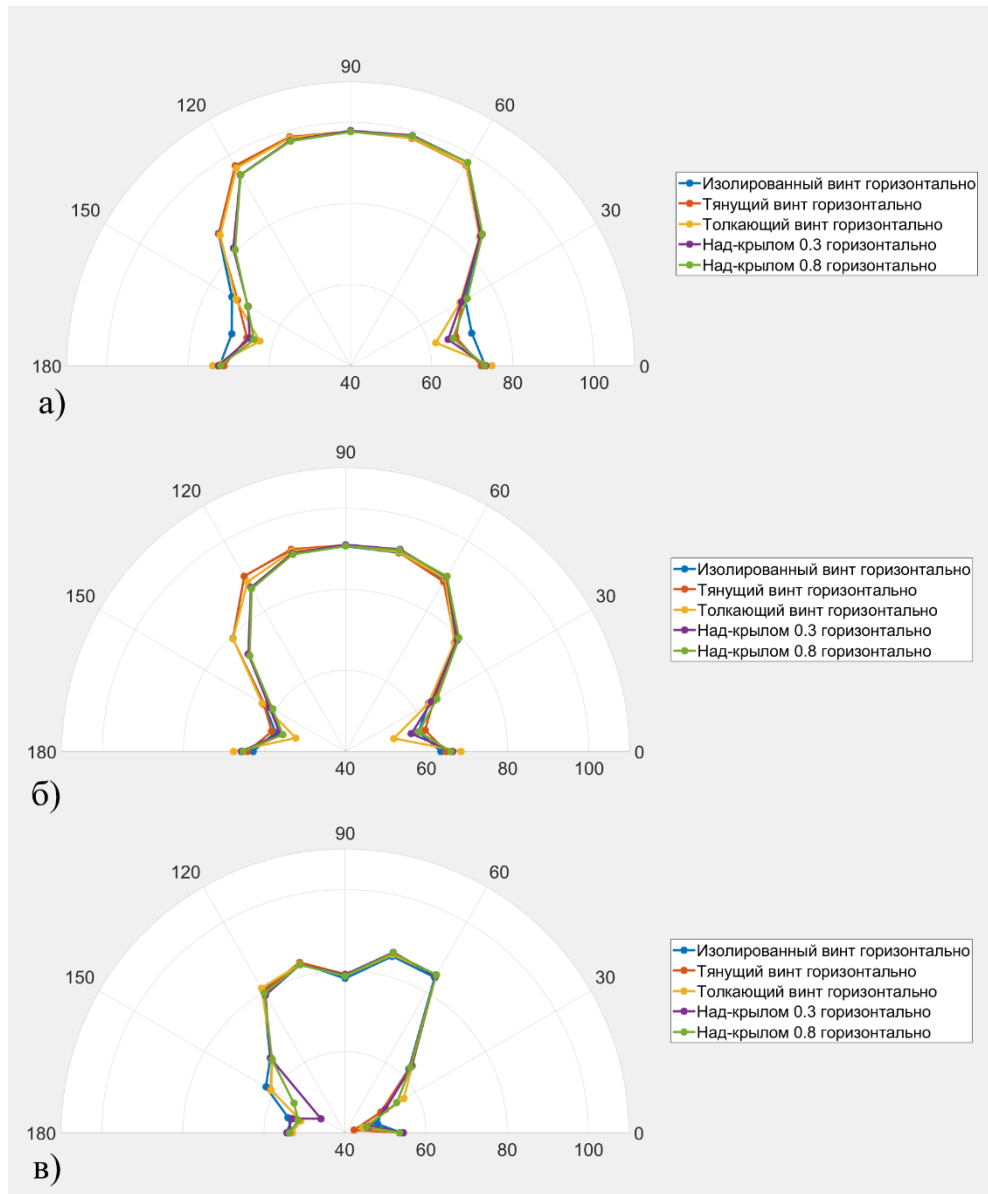 90
120
60
150
30
180
0
40
60
80
100
Изолированный винт горизонтально
Тянущий винт горизонтально
Толкающий винт горизонтально
Над-крылом 0.3 горизонтально
Над-крылом 0.8 горизонтально
а)
90
120
60
150
30
180
0
40
60
80
100
Изолированный винт горизонтально
Тянущий винт горизонтально
Толкающий винт горизонтально
Над-крылом 0.3 горизонтально
Над-крылом 0.8 горизонтально
б)
90
120
60
150
30
180
0
40
60
80
100
Изолированный винт горизонтально
Тянущий винт горизонтально
Толкающий винт горизонтально
Над-крылом 0.3 горизонтально
Над-крылом 0.8 горизонтально
в)